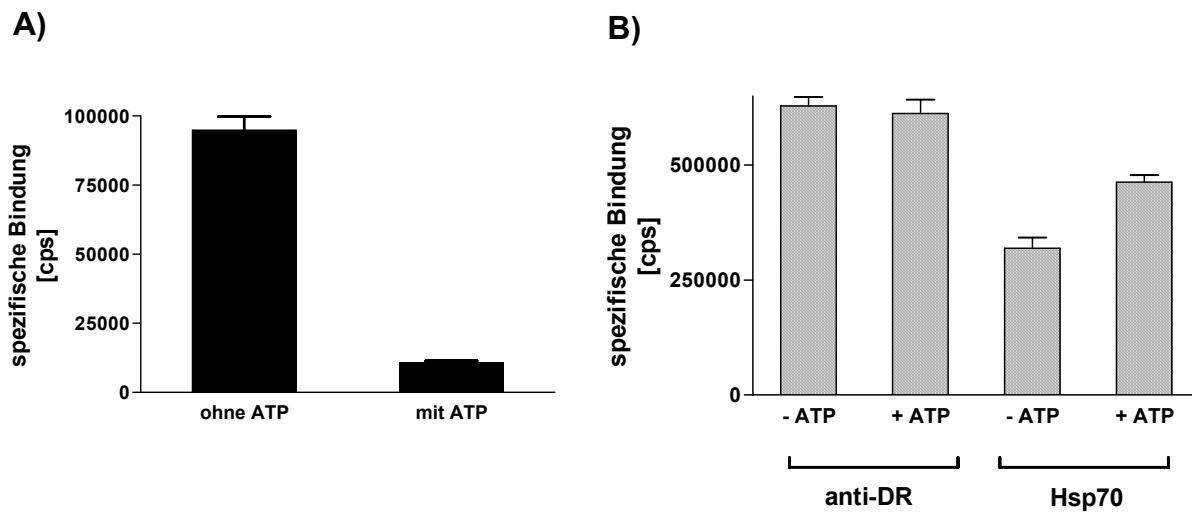 A)
spezifische Bindung
[cps]
100000
75000
50000
25000
0
ohne ATP
mit ATP
B)
spezifische Bindung
[cps]
500000
250000
0
- ATP
+ ATP
- ATP
+ ATP
anti-DR
Hsp70